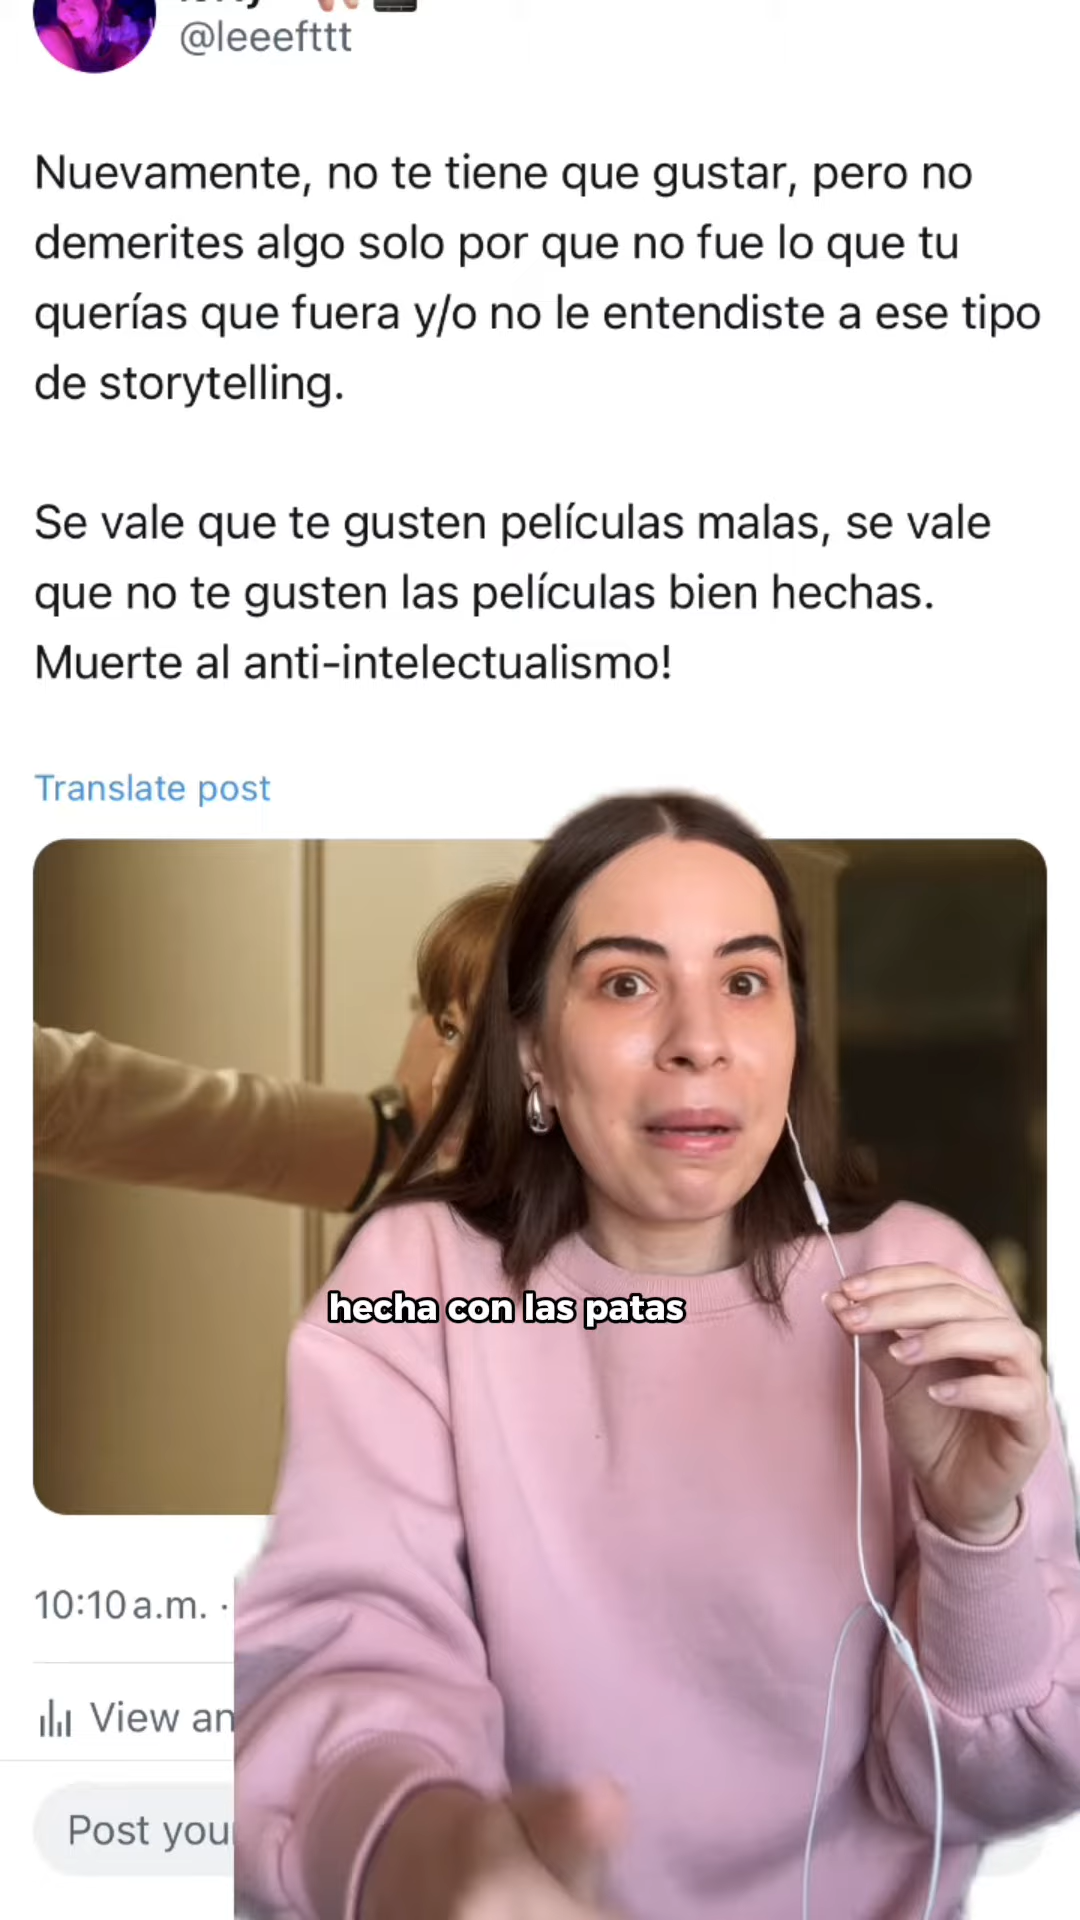 @leeefttt
Nuevamente, no te tiene que gustar, pero no
demerites algo solo por que no fue lo que tu
querías que fuera y/o no le entendiste a ese tipo
de storytelling.
Se vale que te gusten películas malas, se vale
que no te gusten las películas bien hechas.
Muerte al anti-intelectualismo!
Translate post
hecha con las patas
10:10 a.m. ·
View an
Post your